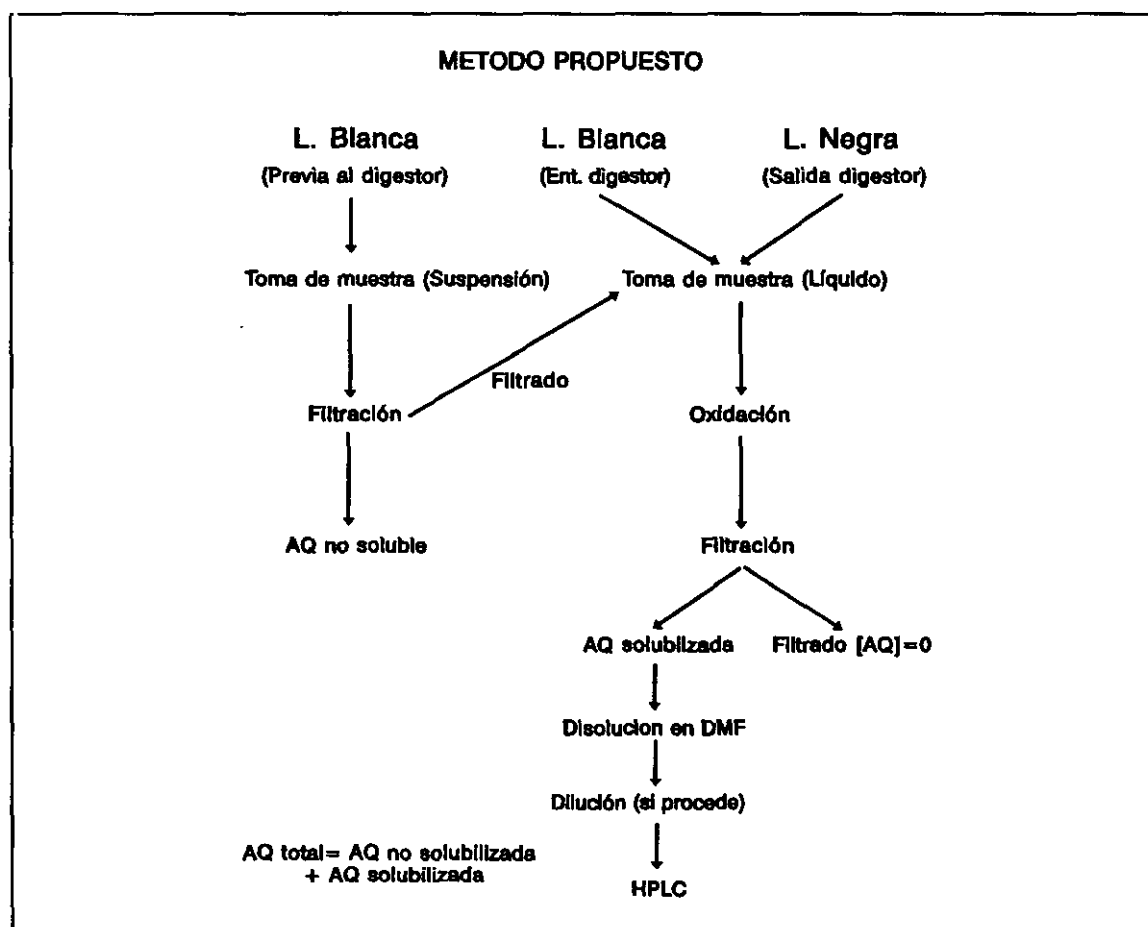 METODO PROPUESTO
L. Blanca
(Previa al digestor)
L. Blanca
(Ent. digestor)
L. Negra
(Salida digestor)
Toma de muestra (Suspensión)
Toma de muestra (Líquido)
Filtrado
Filtración
Oxidación
AQ no soluble
Filtración
AQ solubilzada
Filtrado [AQ]=0
Disolucion en DMF
Dilución (si procede)
AQ total= AQ no solubilizada
+ AQ solubilizada
HPLC